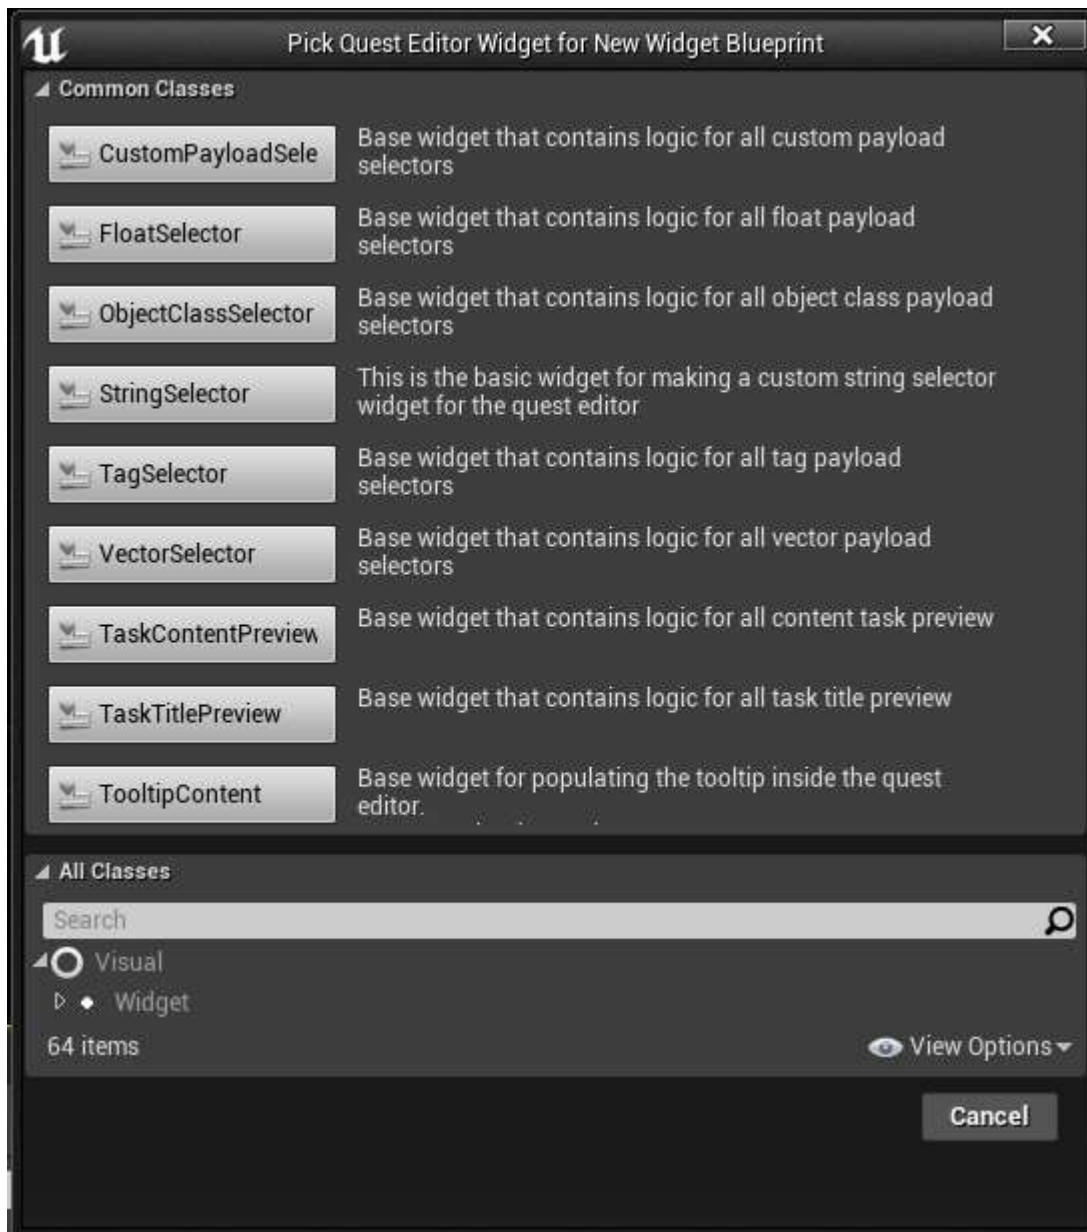 Pick Quest Editor Widget for New Widget Blueprint
Common Classes
CustomPayloadSele
Base widget that contains logic for all custom payload
selectors
FloatSelector
Base widget that contains logic for all float payload
selectors
ObjectClassSelector
Base widget that contains logic for all object class payload
selectors
StringSelector
This is the basic widget for making a custom string selector
widget for the quest editor
TagSelector
Base widget that contains logic for all tag payload
selectors
VectorSelector
Base widget that contains logic for all vector payload
selectors
TaskContentPreview
Base widget that contains logic for all content task preview
TaskTitlePreview
Base widget that contains logic for all task title preview
TooltipContent
Base widget for populating the tooltip inside the quest
editor.
All Classes
Search
Visual
Widget
64 items
View Options
Cancel